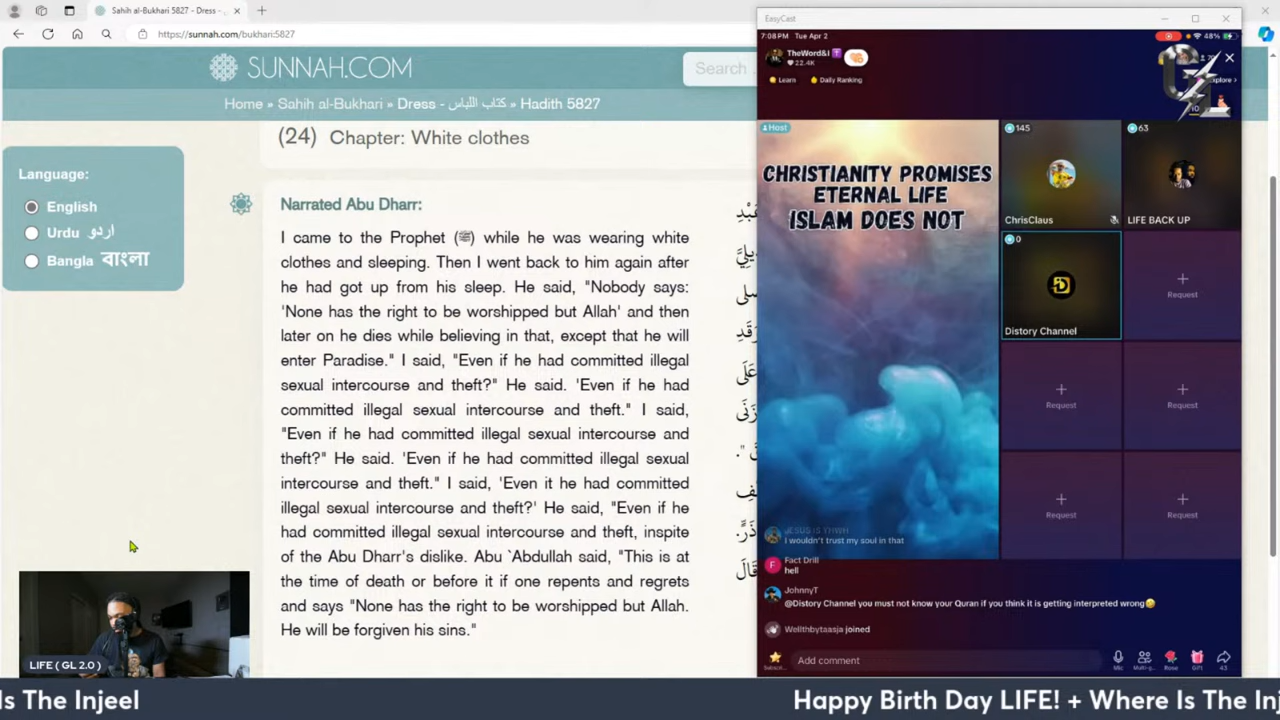 Sahih al-Bukhari 5827 - Dress -
https://sunnah.com/bukhari:5827
SUNNAH.COM
Search ...
Home » Sahih al-Bukhari » Dress - كتاب اللباس » Hadith 5827
(24) Chapter: White clothes
Language:
English
Urdu اردو
Bangla বাংলা
Narrated Abu Dharr:
I came to the Prophet (ﷺ) while he was wearing white
clothes and sleeping. Then I went back to him again after
he had got up from his sleep. He said, "Nobody says:
'None has the right to be worshipped but Allah' and then
later on he dies while believing in that, except that he will
enter Paradise." I said, "Even if he had committed illegal
sexual intercourse and theft?" He said. 'Even if he had
committed illegal sexual intercourse and theft." I said,
"Even if he had committed illegal sexual intercourse and
theft?" He said. 'Even if he had committed illegal sexual
intercourse and theft." I said, 'Even it he had committed
illegal sexual intercourse and theft?' He said, "Even if he
had committed illegal sexual intercourse and theft, inspite
of the Abu Dharr's dislike. Abu `Abdullah said, "This is at
the time of death or before it if one repents and regrets
and says "None has the right to be worshipped but Allah.
He will be forgiven his sins."
EasyCast
7:08PM Tue Apr 2
48%
TheWord&I
22.4K
Learn
Daily Ranking
Explore >
Host
CHRISTIANITY PROMISES
ETERNAL LIFE
ISLAM DOES NOT
145
ChrisClaus
63
LIFE BACK UP
0
Distory Channel
Request
Request
Request
Request
Request
JESUS IS YHWH
I wouldn't trust my soul in that
Fact Drill
hell
JohnnyT
@Distory Channel you must not know your Quran if you think it is getting interpreted wrong
Wellthbytaasja joined
Add comment
Mic
Rose
Gift
43
LIFE ( GL 2.0 )
Is The Injeel
Happy Birth Day LIFE! + Where Is The Inj